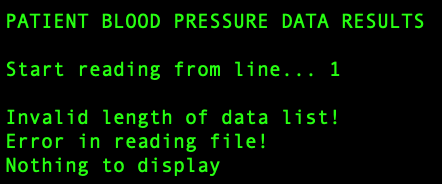 PATIENT BLOOD PRESSURE DATA RESULTS
Start reading from line... 1
Invalid length of data list!
Error in reading file!
Nothing to display